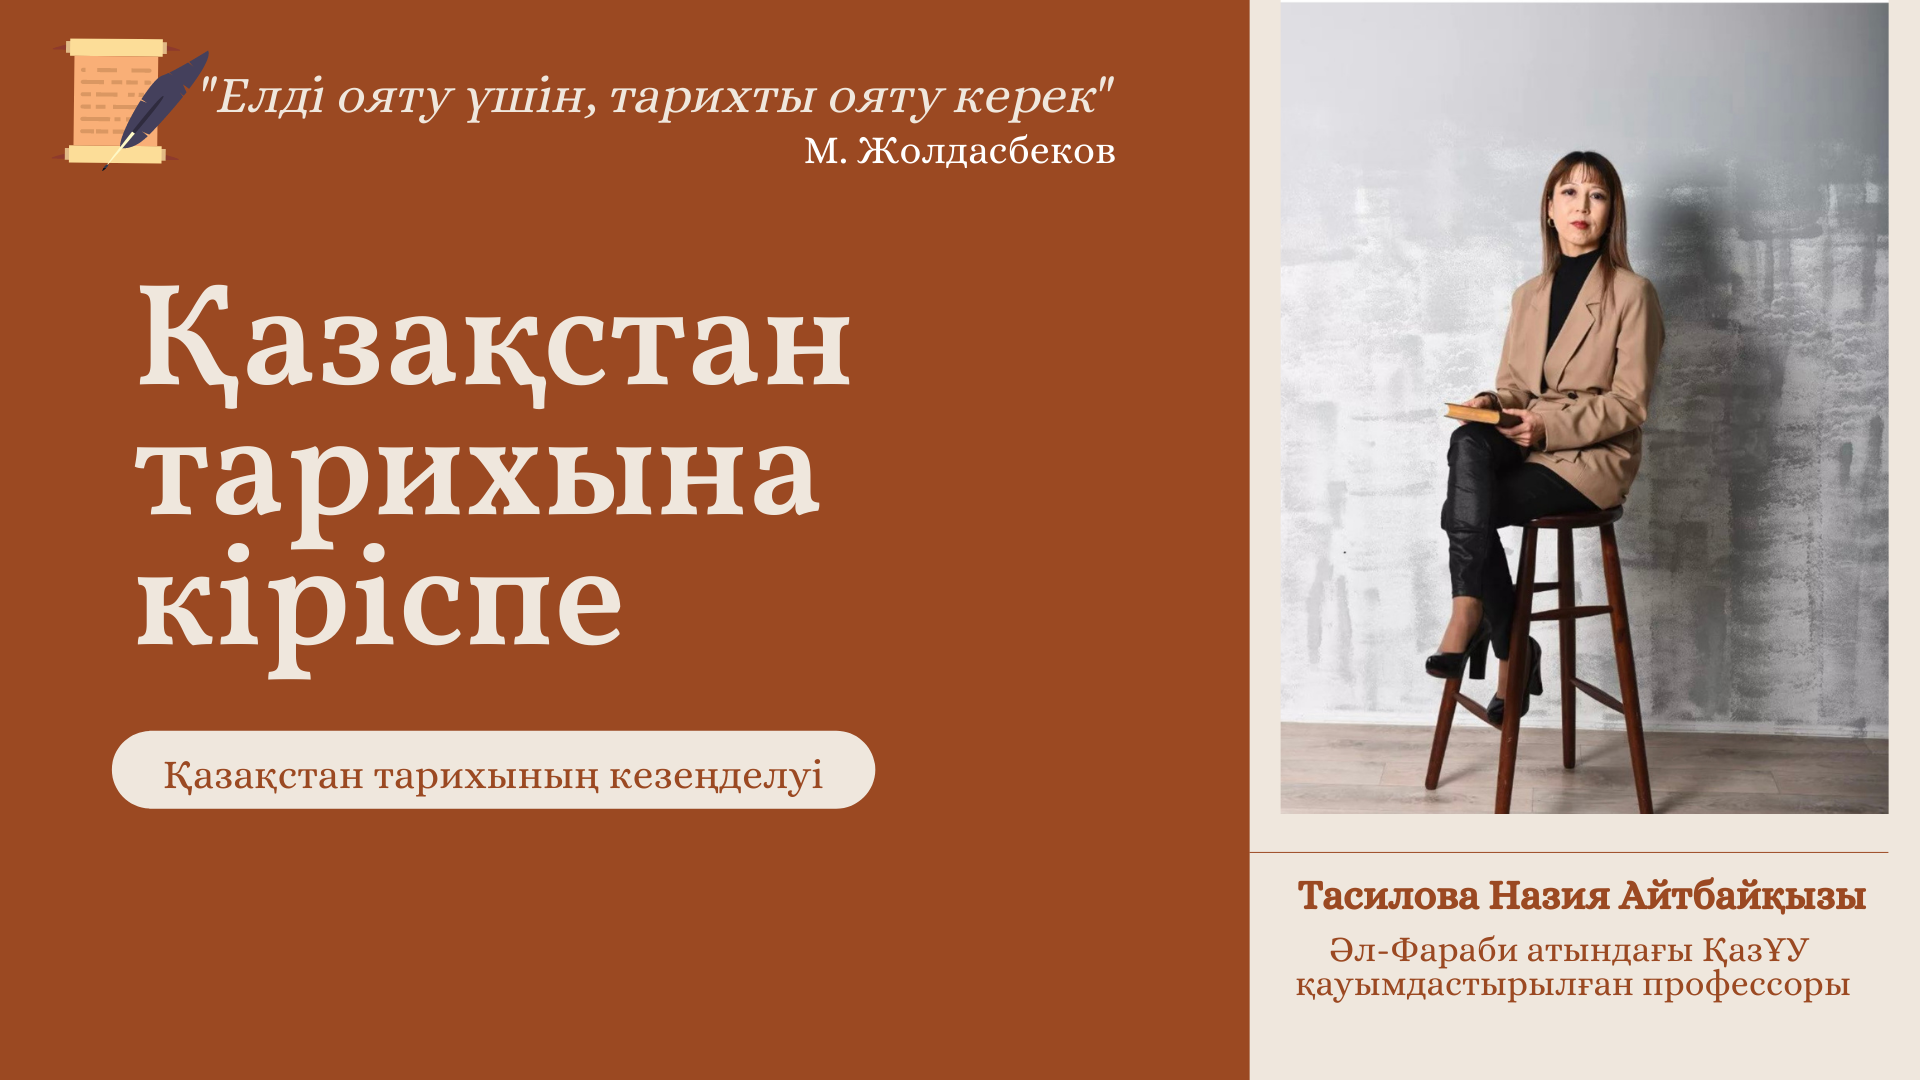 "Елді ояту үшін, тарихты ояту керек"
М. Жолдасбеков
Қазақстан
тарихына
кіріспе
Қазақстан тарихының кезеңделуі
Тасилова Назия Айтбайқызы
Әл-Фараби атындағы ҚазҰУ
қауымдастырылған профессоры